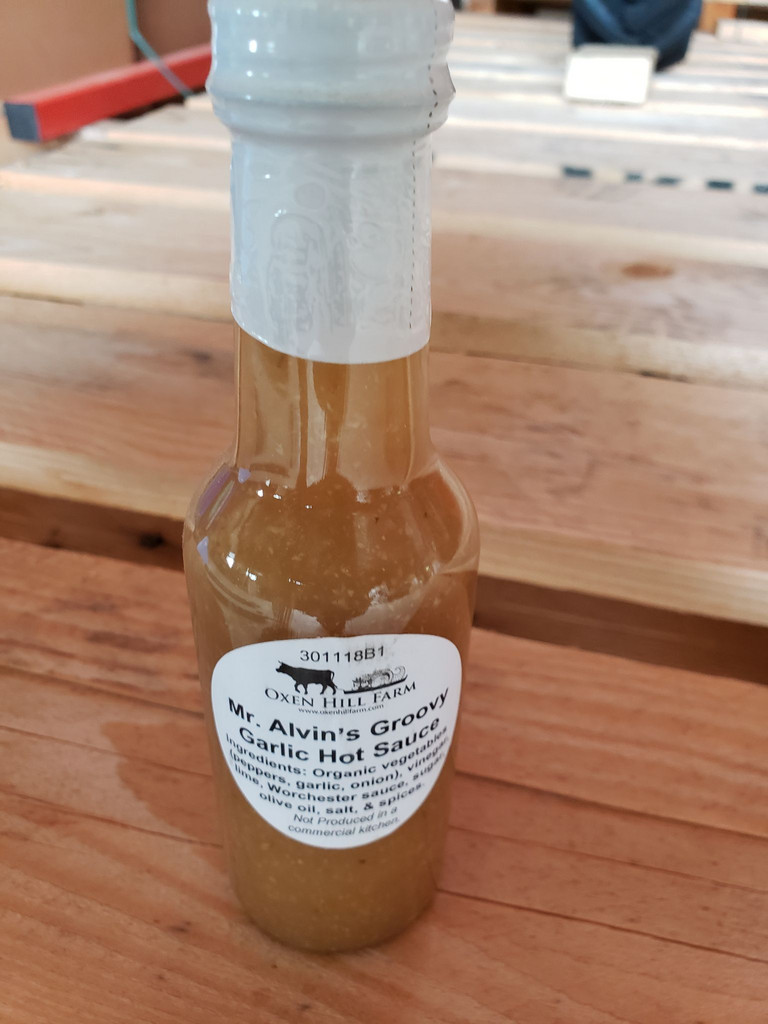 301118B1
OXEN HILL FARM
www.oxenhillfarm.com
Mr. Alvin's Groovy
Garlic Hot Sauce
Ingredients: Organic vegetables
(peppers, garlic, onion), vinegar,
lime, Worchester sauce, sugar,
olive oil, salt, & spices.
Not Produced in a
commercial kitchen.